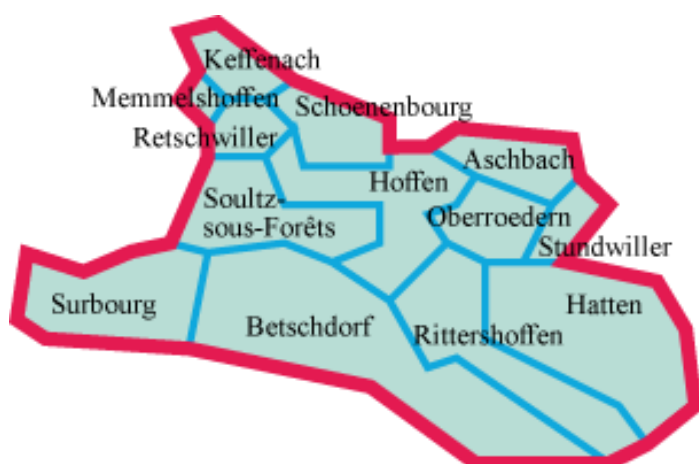 Keffenach
Memmelshoffen
Schoenenbourg
Retschwiller
Aschbach
Hoffen
Soultz-
sous-Forêts
Oberroedern
Stundwiller
Surbourg
Hatten
Betschdorf
Rittershoffen